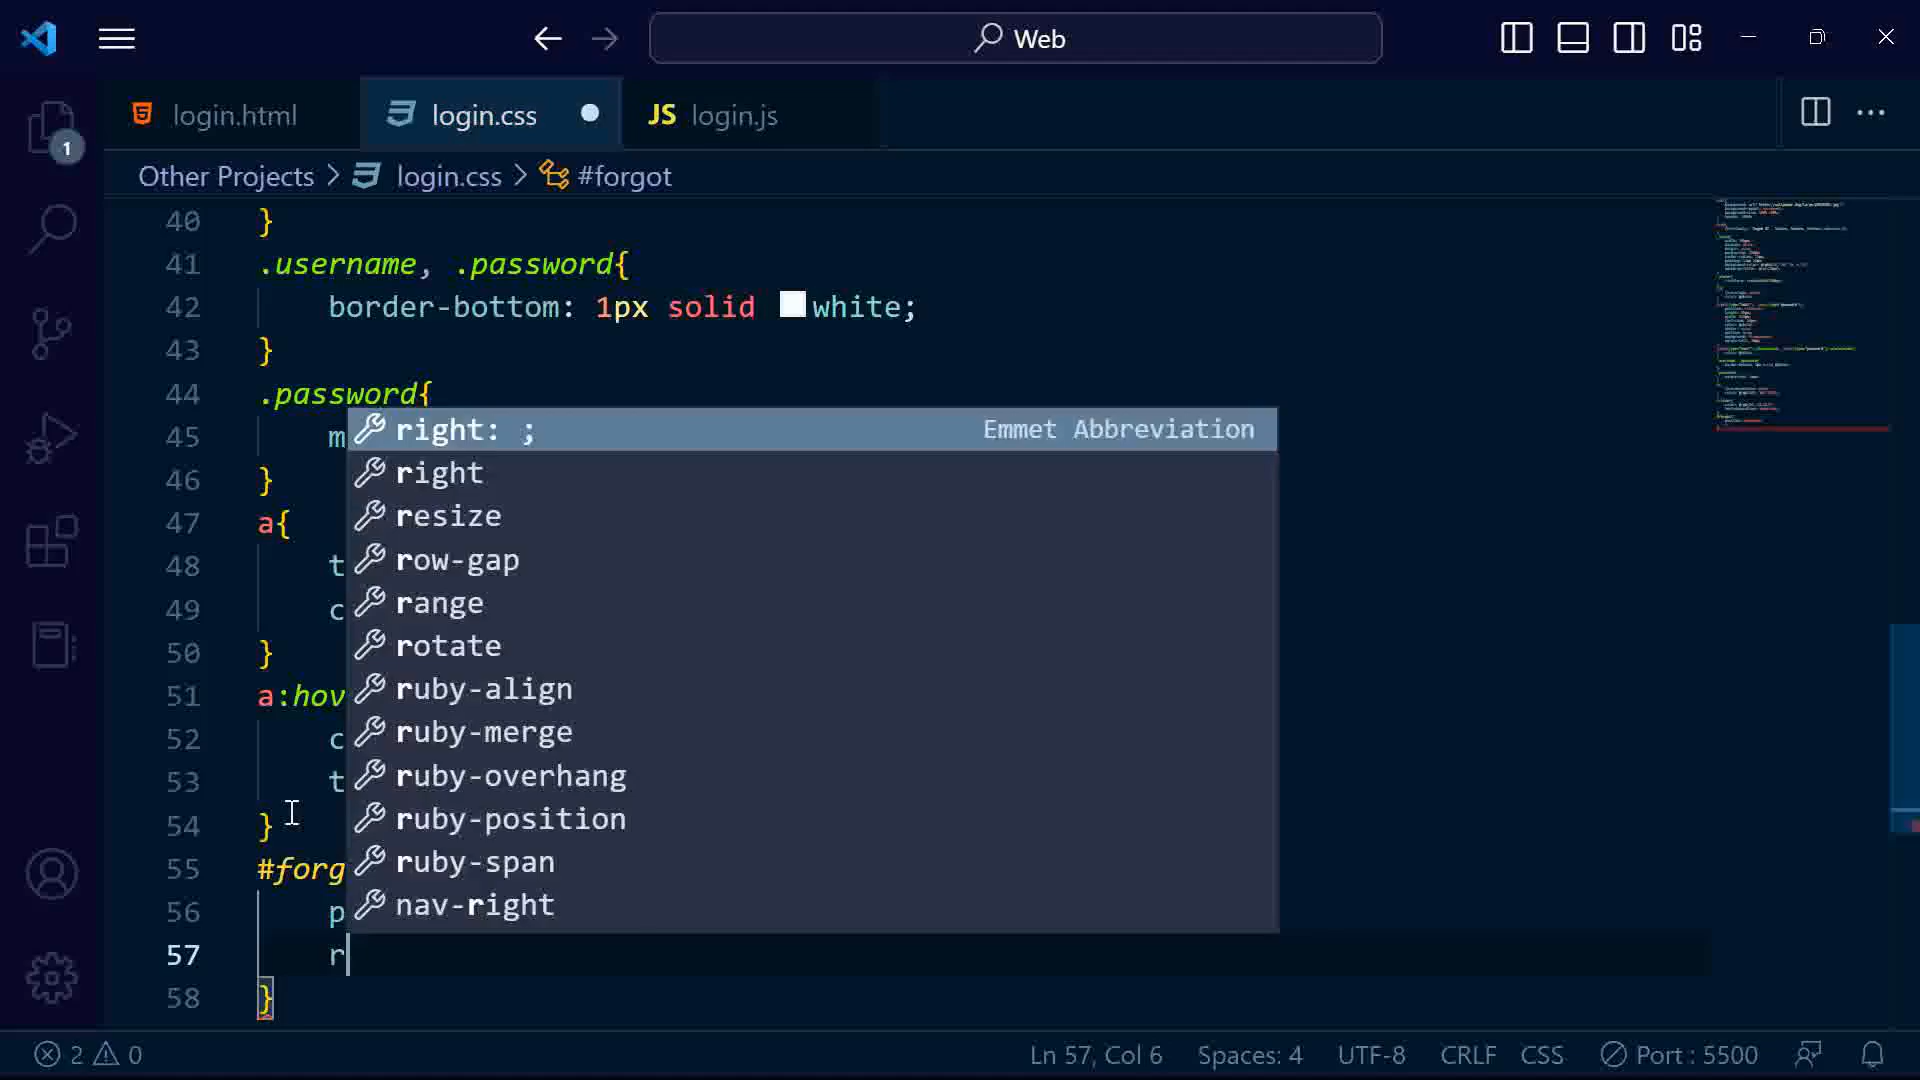 Web
login.html
login.css
JS login.js
1
Other Projects > login.css > #forgot
40 }
41 .username, .password{
42 border-bottom: 1px solid white;
43 }
44 .password{
45 m
46 }
47 a{
48 t
49 c
50 }
51 a:hov
52 c
53 t
54 }
55 #forg
56 p
57 r
58 }
right: ; Emmet Abbreviation
right
resize
row-gap
range
rotate
ruby-align
ruby-merge
ruby-overhang
ruby-position
ruby-span
nav-right
2 0 Ln 57, Col 6 Spaces: 4 UTF-8 CRLF CSS Port : 5500